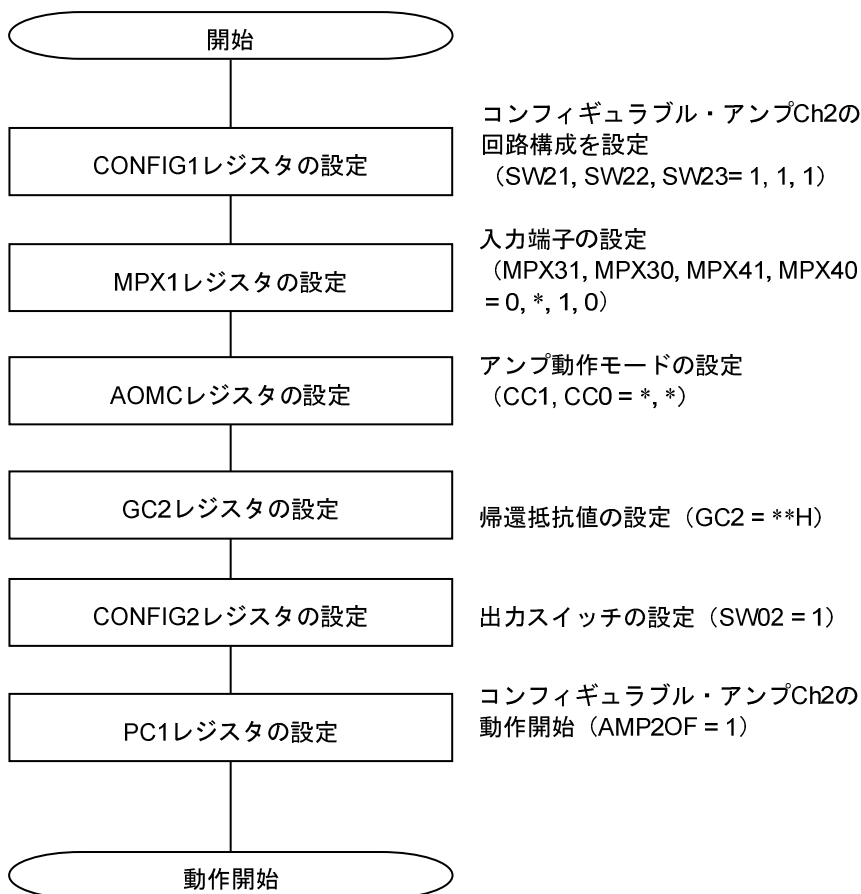 開始
コンフィギュラブル・アンプCh2の
回路構成を設定
（SW21, SW22, SW23= 1, 1, 1）
CONFIG1レジスタの設定
入力端子の設定
（MPX31, MPX30, MPX41, MPX40
= 0, *, 1, 0）
MPX1レジスタの設定
アンプ動作モードの設定
（CC1, CC0 = *, *）
AOMCレジスタの設定
GC2レジスタの設定
帰還抵抗値の設定（GC2 = **H）
CONFIG2レジスタの設定
出力スイッチの設定（SW02 = 1）
コンフィギュラブル・アンプCh2の
動作開始（AMP2OF = 1）
PC1レジスタの設定
動作開始